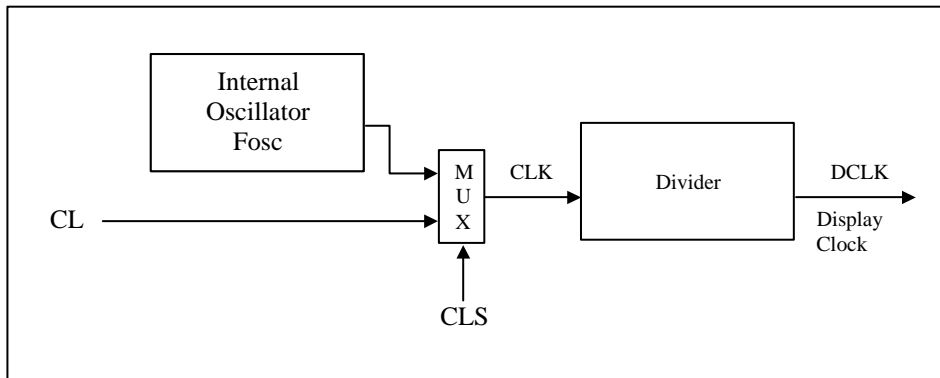 Internal
Oscillator
Fosc
M
U
X
CLK
Divider
DCLK
CL
Display
Clock
CLS